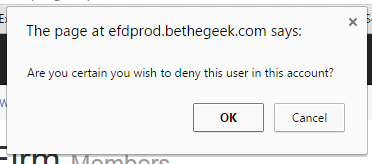 The page at efdprod.bethegeek.com says:
Are you certain you wish to deny this user in this account?
OK
Cancel
Members